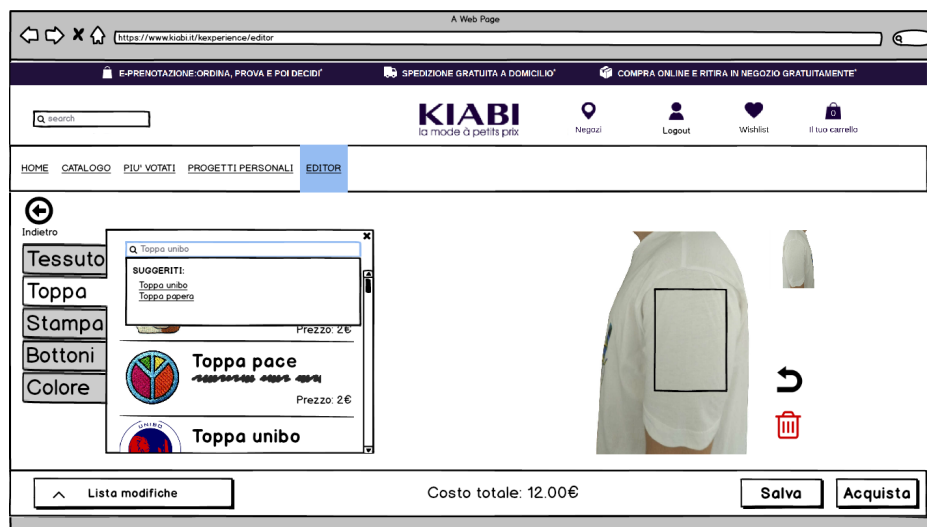 A Web Page
https://www.kiabi.it/kexperience/editor
E-PRENOTAZIONE:ORDINA, PROVA E POI DECIDI*
SPEDIZIONE GRATUITA A DOMICILIO*
COMPRA ONLINE E RITIRA IN NEGOZIO GRATUITAMENTE*
search
KIABI
la mode à petits prix
Negozi
Logout
Wishlist
0
Il tuo carrello
HOME CATALOGO PIU' VOTATI PROGETTI PERSONALI EDITOR
Indietro
Tessuto
Toppa
Stampa
Bottoni
Colore
x
Toppa unibo
SUGGERITI:
Toppa unibo
Toppa papera
Prezzo: 2€
Toppa pace
Prezzo: 2€
UNIBO
Toppa unibo
Lista modifiche
Costo totale: 12.00€
Salva
Acquista